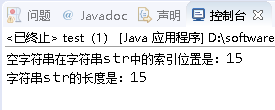 问题 @ Javadoc 声明 控制台
<已终止> test (1) [Java 应用程序] D:\software
空字符串在字符串str中的索引位置是：15
字符串str的长度是：15